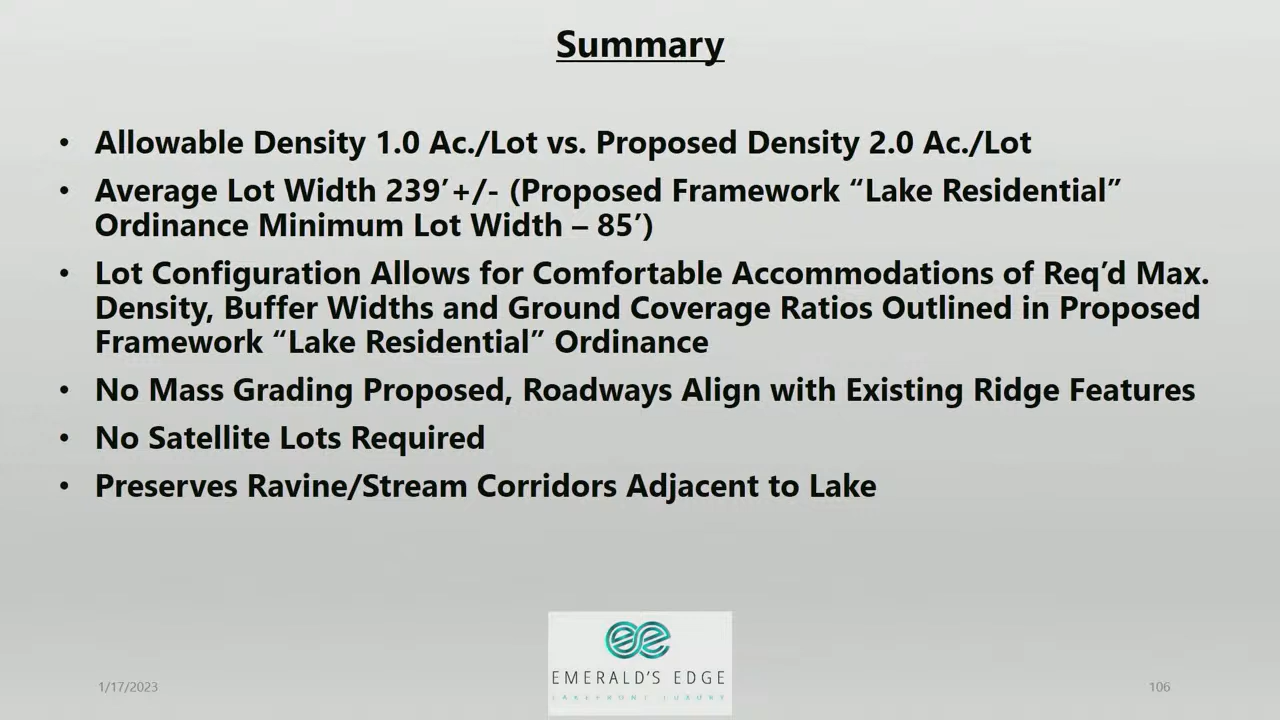 Summary
• Allowable Density 1.0 Ac./Lot vs. Proposed Density 2.0 Ac./Lot
• Average Lot Width 239’+/- (Proposed Framework “Lake Residential”
Ordinance Minimum Lot Width – 85’)
• Lot Configuration Allows for Comfortable Accommodations of Req’d Max.
Density, Buffer Widths and Ground Coverage Ratios Outlined in Proposed
Framework “Lake Residential” Ordinance
• No Mass Grading Proposed, Roadways Align with Existing Ridge Features
• No Satellite Lots Required
• Preserves Ravine/Stream Corridors Adjacent to Lake
EMERALD'S EDGE
LAKEFRONT LUXURY
1/17/2023
106